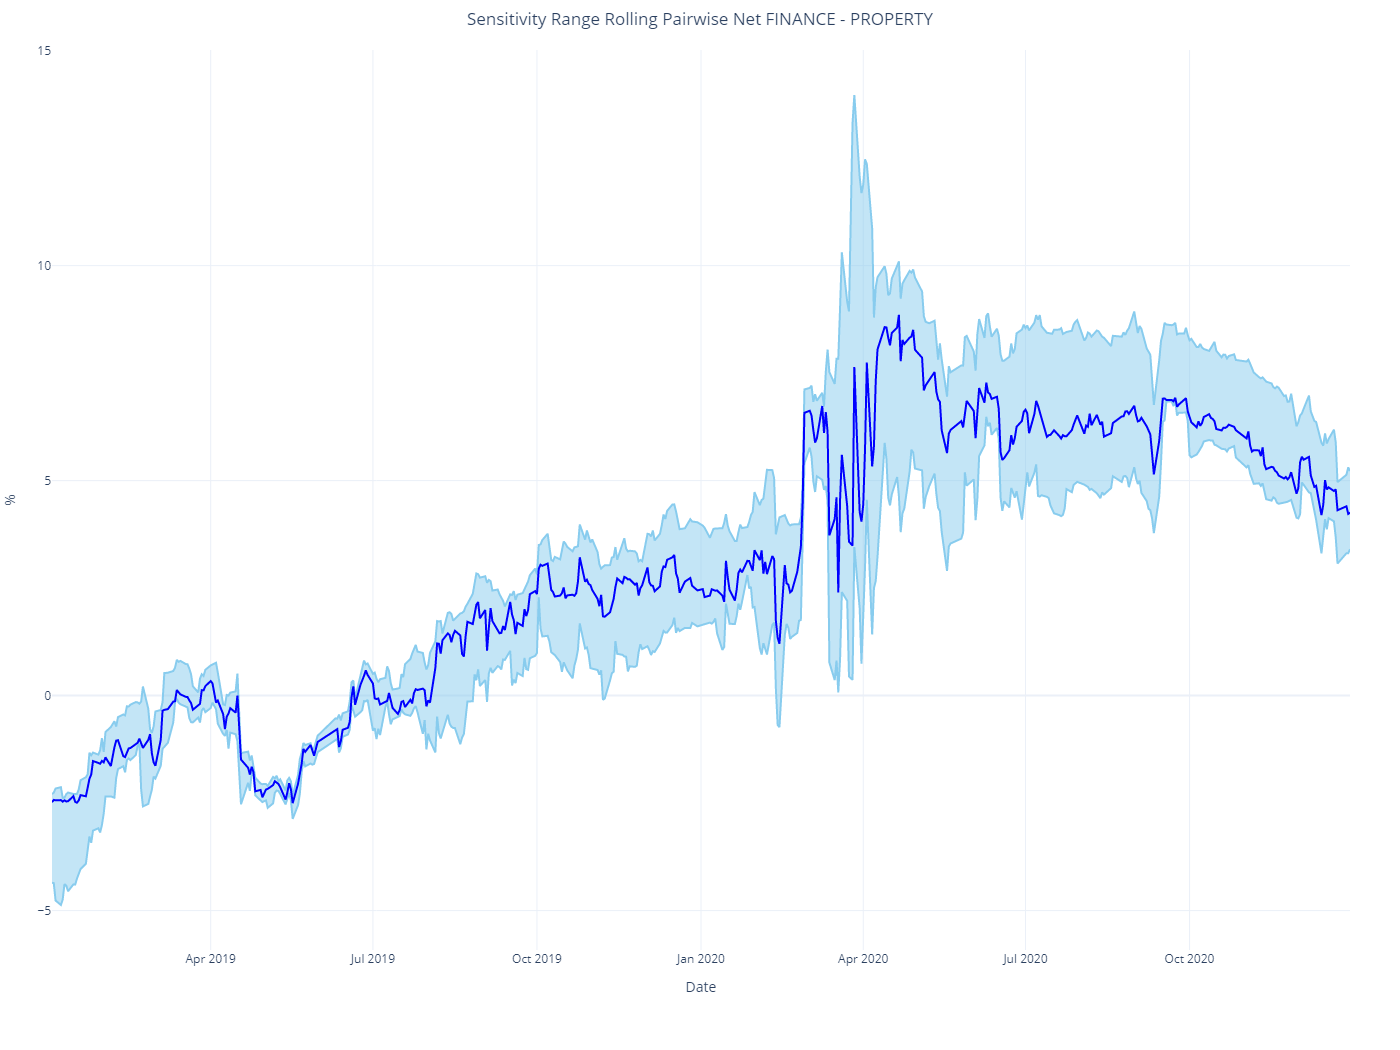 Sensitivity Range Rolling Pairwise Net FINANCE - PROPERTY
15
10
5
0
−5
%
Apr 2019
Jul 2019
Oct 2019
Jan 2020
Apr 2020
Jul 2020
Oct 2020
Date